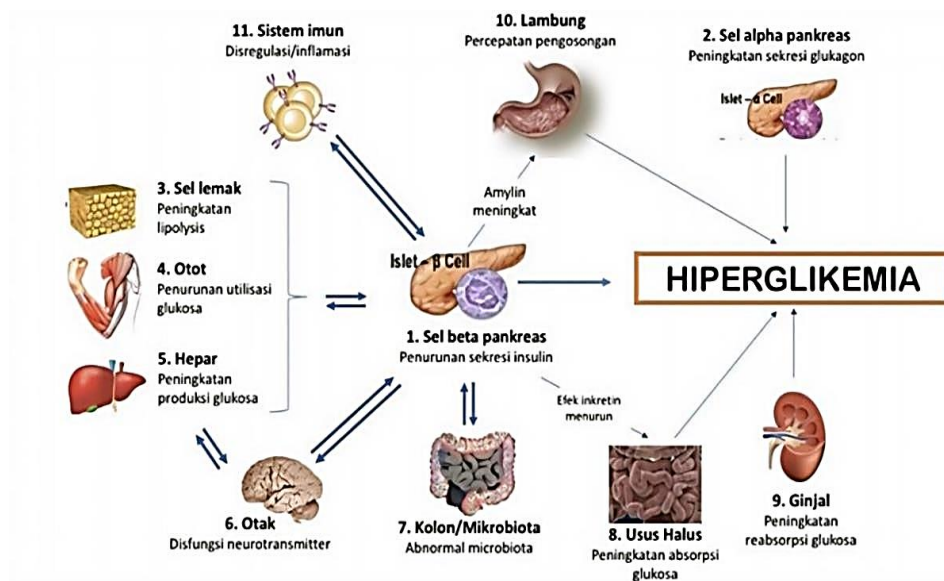 11. Sistem imun
Disregulasi/inflamasi
10. Lambung
Percepatan pengosongan
2. Sel alpha pankreas
Peningkatan sekresi glukagon
Islet – α Cell
3. Sel lemak
Peningkatan
lipolysis
4. Otot
Penurunan utilisasi
glukosa
5. Hepar
Peningkatan
produksi glukosa
Amylin
meningkat
Islet – β Cell
1. Sel beta pankreas
Penurunan sekresi insulin
HIPERGLIKEMIA
Efek inkretin
menurun
6. Otak
Disfungsi neurotransmitter
7. Kolon/Mikrobiota
Abnormal microbiota
8. Usus Halus
Peningkatan absorpsi
glukosa
9. Ginjal
Peningkatan
reabsorpsi glukosa